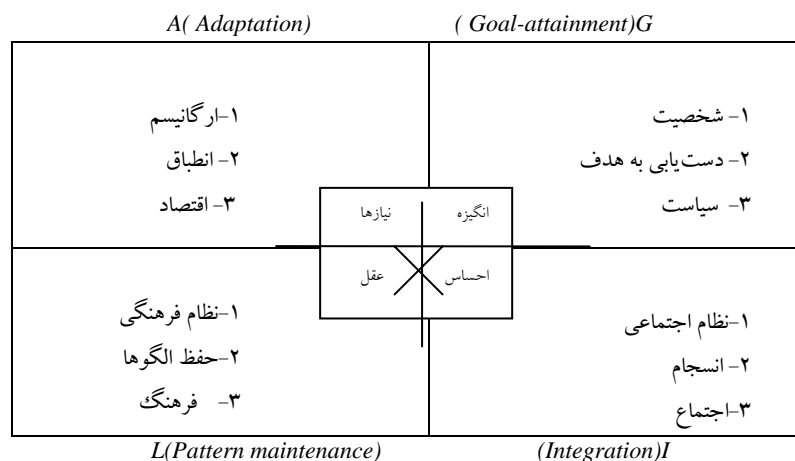 A( Adaptation)
( Goal-attainment)G
۱-ارگانیسم
۲- انطباق
۳- اقتصاد
۱- شخصیت
۲- دست‌یابی به هدف
۳- سیاست
نیازها
انگیزه
عقل
احساس
۱-نظام فرهنگی
۲-حفظ الگوها
۳- فرهنگ
۱-نظام اجتماعی
۲- انسجام
۳-اجتماع
L(Pattern maintenance)
(Integration)I